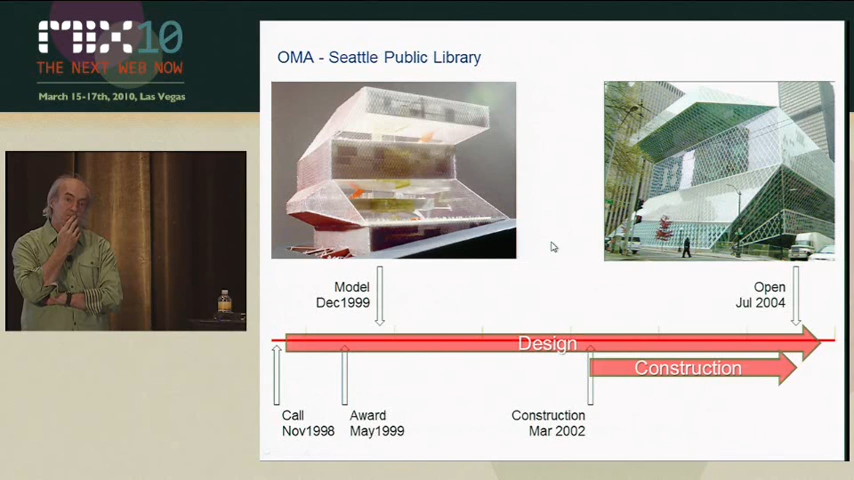 mix10
THE NEXT WEB NOW
March 15-17th, 2010, Las Vegas
OMA - Seattle Public Library
Model
Dec1999
Open
Jul 2004
Design
Construction
Call
Nov1998
Award
May1999
Construction
Mar 2002